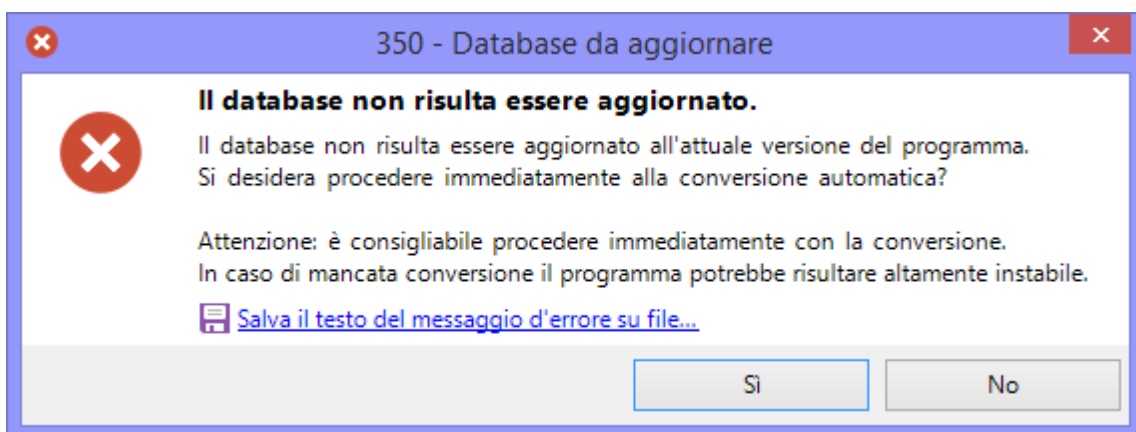 350 - Database da aggiornare
Il database non risulta essere aggiornato.
Il database non risulta essere aggiornato all'attuale versione del programma.
Si desidera procedere immediatamente alla conversione automatica?
Attenzione: è consigliabile procedere immediatamente con la conversione.
In caso di mancata conversione il programma potrebbe risultare altamente instabile.
Salva il testo del messaggio d'errore su file...
Sì
No